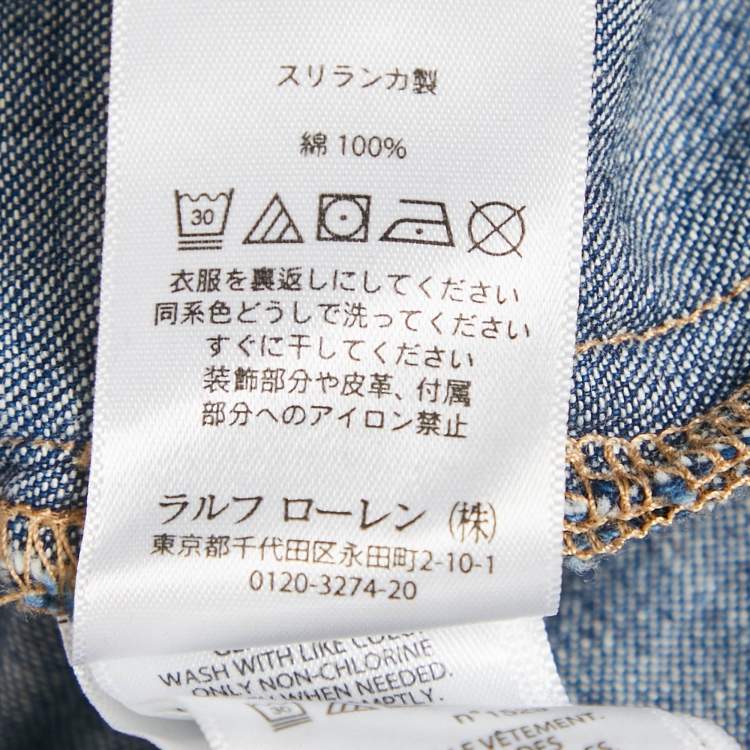 スリランカ製
綿 100%
30
衣服を裏返しにしてください
同系色どうしで洗ってください
すぐに干してください
装飾部分や皮革、付属
部分へのアイロン禁止
ラルフ ローレン (株)
東京都千代田区永田町2-10-1
0120-3274-20
WASH WITH LIKE COLORS
ONLY NON-CHLORINE
WHEN NEEDED.
30
VÊTEMENT.